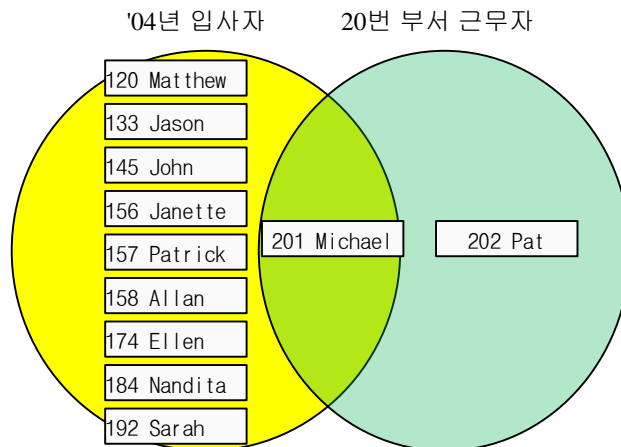 '04년 입사자
20번 부서 근무자
120 Matthew
133 Jason
145 John
156 Janette
157 Patrick
158 Allan
174 Ellen
184 Nandita
192 Sarah
201 Michael
202 Pat